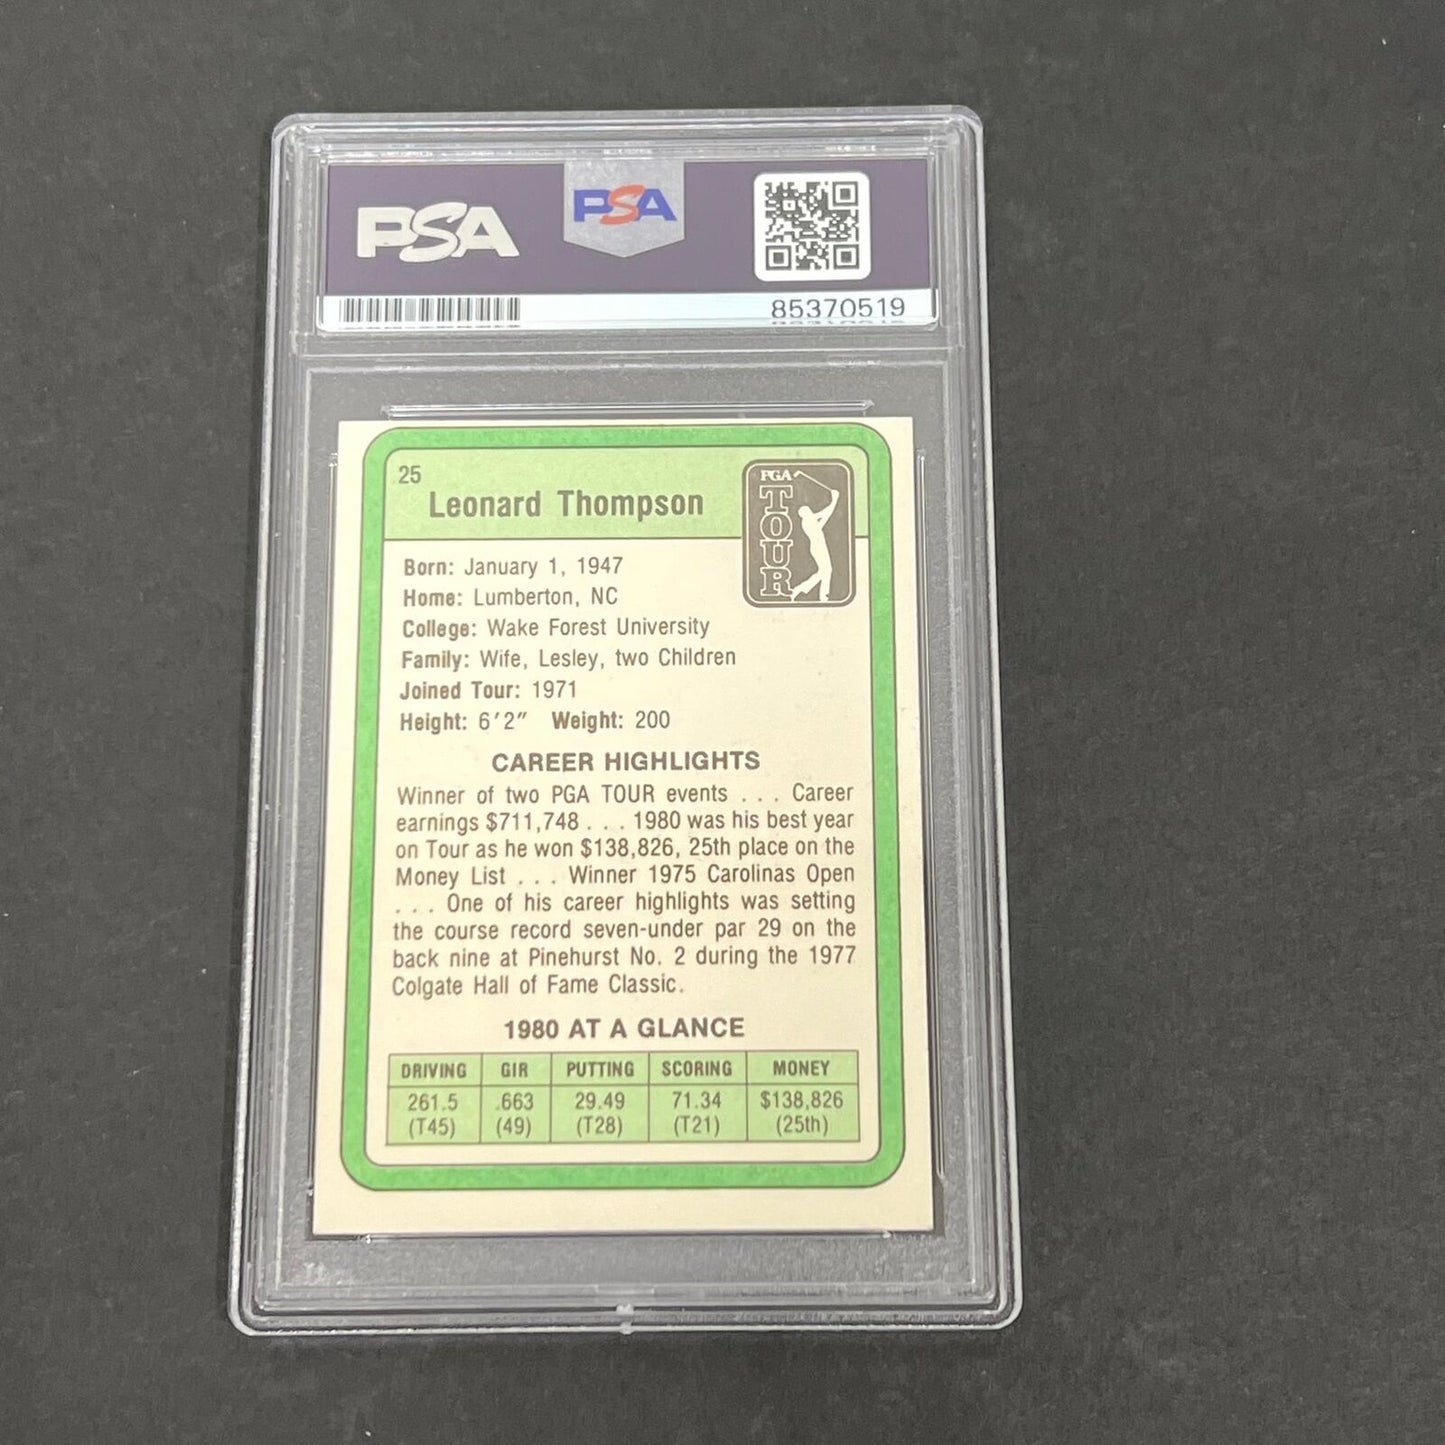 PSA
PSA
85370519
25
Leonard Thompson
PGA
TOUR
Born: January 1, 1947
Home: Lumberton, NC
College: Wake Forest University
Family: Wife, Lesley, two Children
Joined Tour: 1971
Height: 6'2" Weight: 200
CAREER HIGHLIGHTS
Winner of two PGA TOUR events . . . Career
earnings $711,748 . . . 1980 was his best year
on Tour as he won $138,826, 25th place on the
Money List . . . Winner 1975 Carolinas Open
. . . One of his career highlights was setting
the course record seven-under par 29 on the
back nine at Pinehurst No. 2 during the 1977
Colgate Hall of Fame Classic.
1980 AT A GLANCE
DRIVING GIR PUTTING SCORING MONEY
261.5 .663 29.49 71.34 $138,826
(T45) (49) (T28) (T21) (25th)